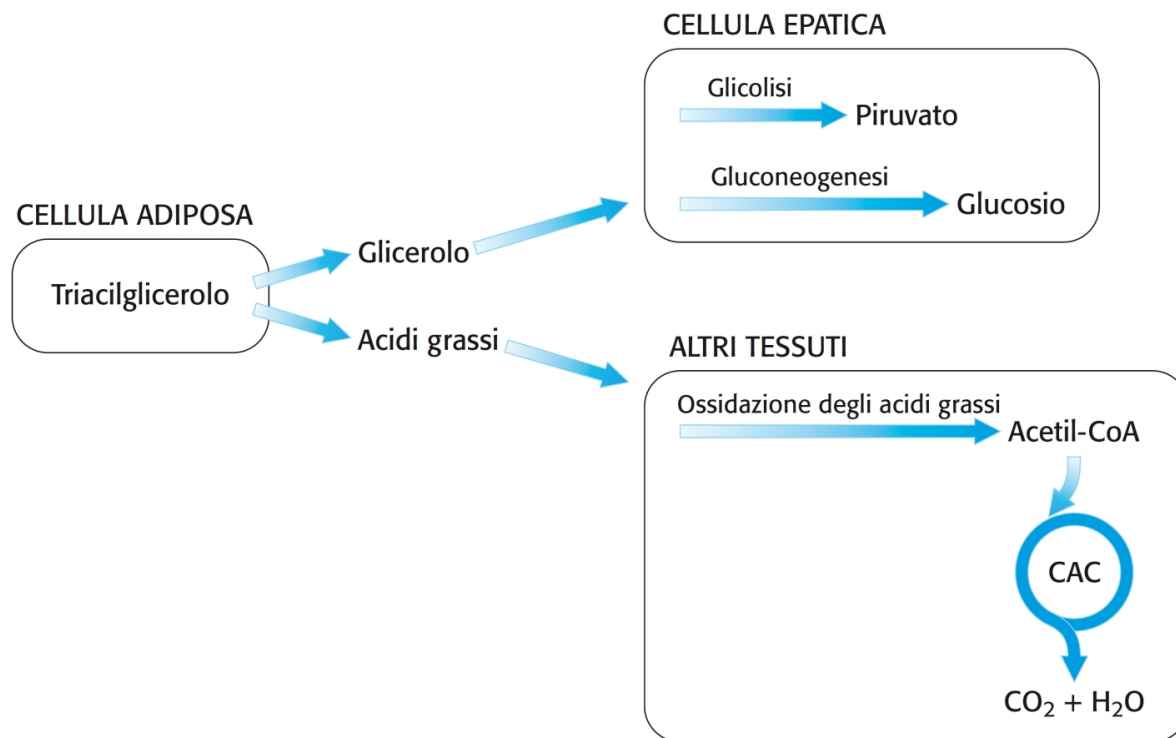 CELLULA EPATICA
Glicolisi
Piruvato
Gluconeogenesi
Glucosio
CELLULA ADIPOSA
Triacilglicerolo
Glicerolo
Acidi grassi
ALTRI TESSUTI
Ossidazione degli acidi grassi
Acetil-CoA
CAC
CO₂ + H₂O